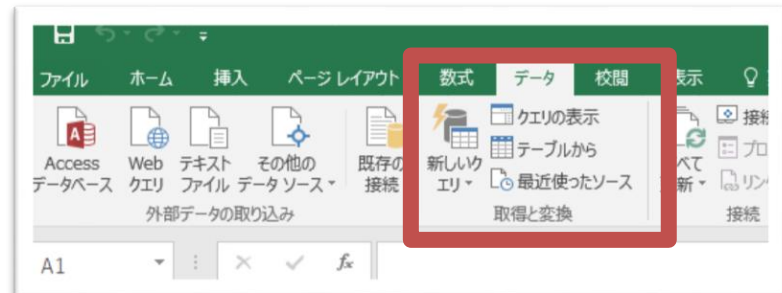 ファイル ホーム 挿入 ページ レイアウト 数式 データ 校閲 表示
Access データベース
Web クエリ
テキスト ファイル
その他の データ ソース
既存の 接続
外部データの取り込み
新しいク エリ
クエリの表示
テーブルから
最近使ったソース
取得と変換
接続
A1
fx